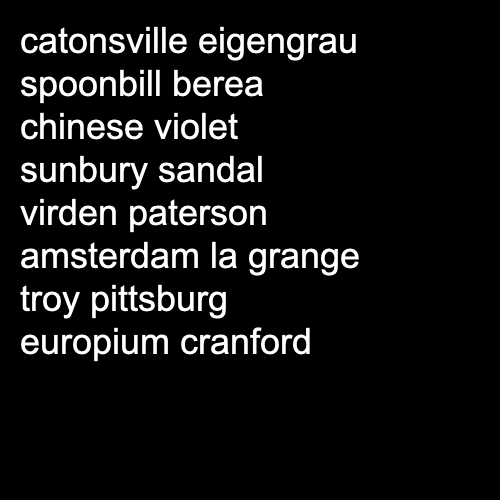 catonsville eigengrau
spoonbill berea
chinese violet
sunbury sandal
virden paterson
amsterdam la grange
troy pittsburg
europium cranford